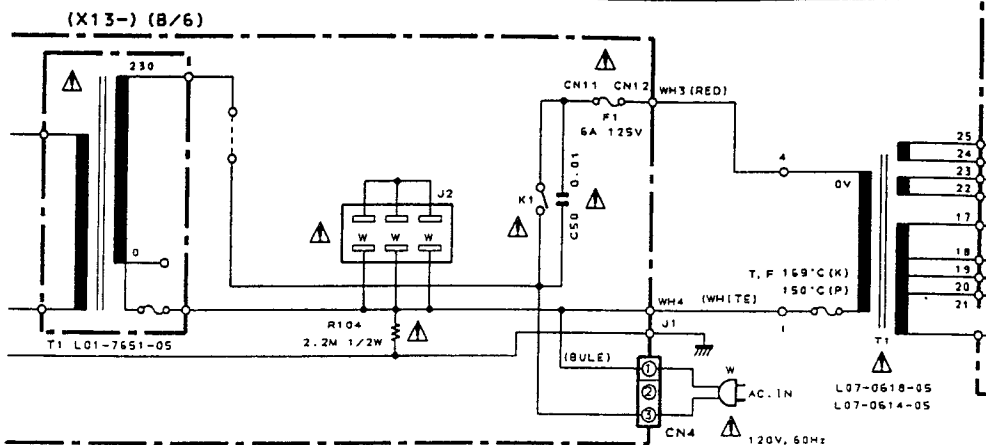 (X13-) (B/6)
230
CN11 CN12
WH3 (RED)
F1
6A 125V
0.01
C50
K1
J2
W W W
0
4
0V
25
24
23
22
17
18
19
20
21
T,F 169°C(K)
150°C(P)
WH4 (WHITE)
1
T1
R104
2.2M 1/2W
J1
T1 L01-7651-05
(BULE)
1
2
3
CN4
W
AC.IN
120V, 60Hz
L07-0618-05
L07-0614-05